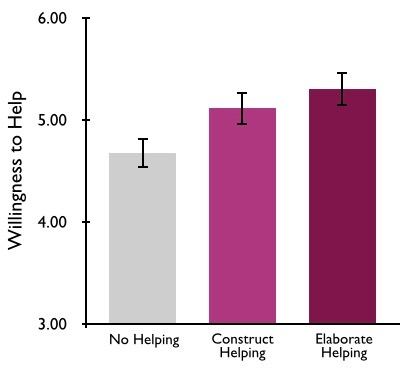 6.00
5.00
4.00
3.00
Willingness to Help
No Helping
Construct
Helping
Elaborate
Helping